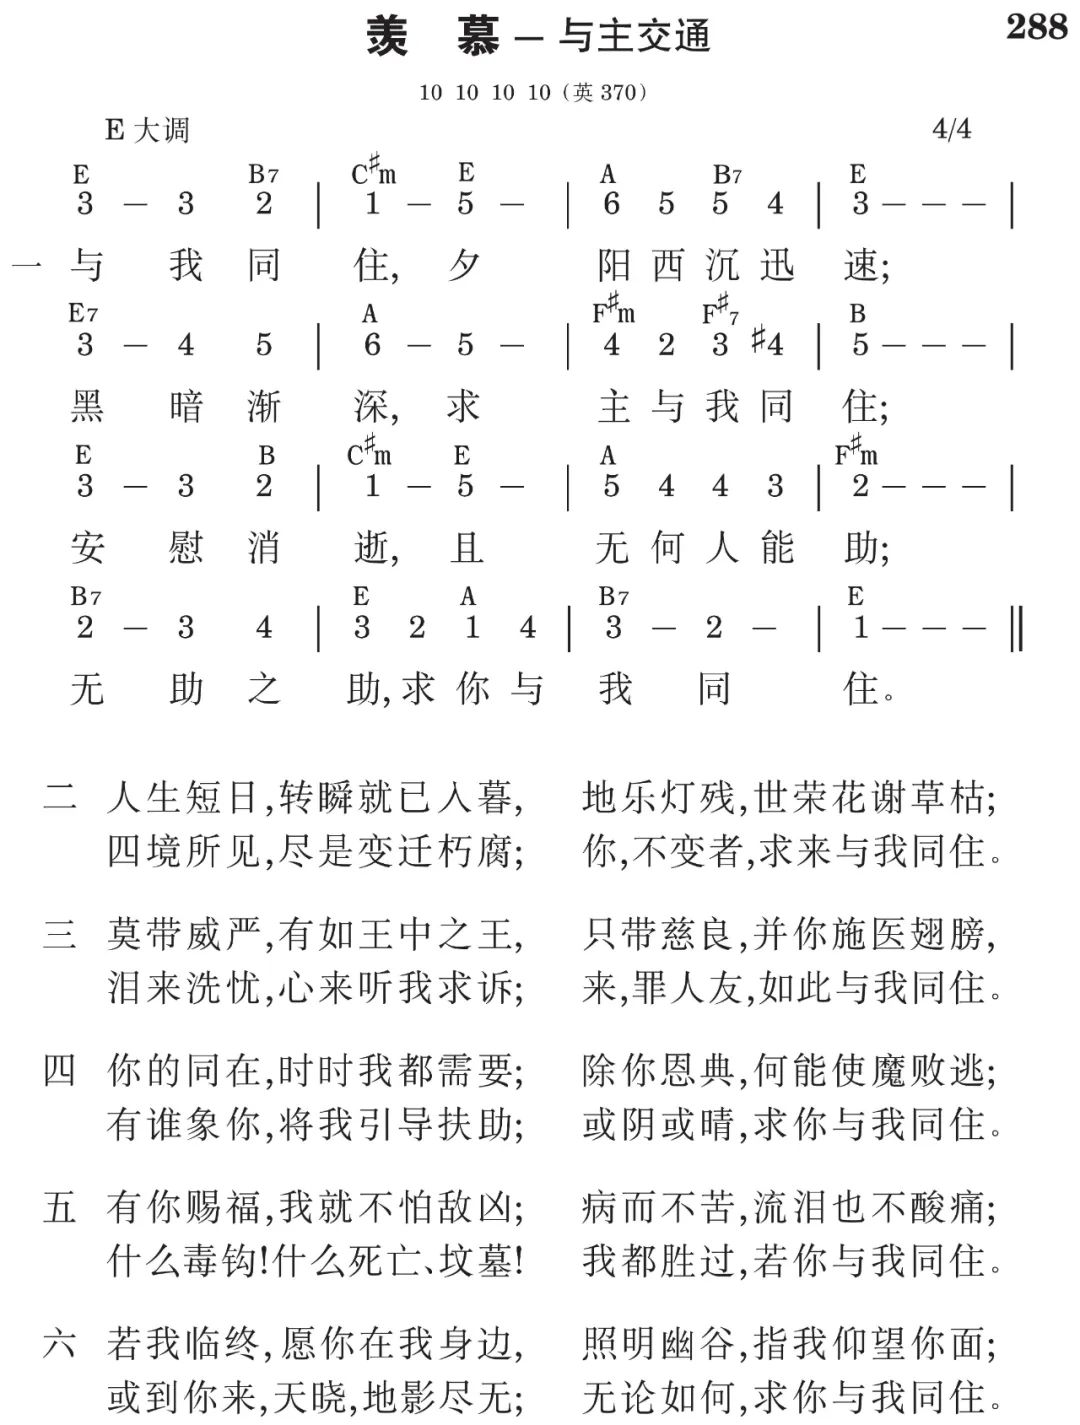 羡 慕 — 与主交通 288
10 10 10 10（英370）
E 大调 4/4
E B7 C♯m E A B7 E
3 – 3 2 | 1 – 5 – | 6 5 5 4 | 3 – – – |
一 与 我 同 住, 夕 阳 西 沉 迅 速;
E7 A F♯m F♯7 B
3 – 4 5 | 6 – 5 – | 4 2 3 ♯4 | 5 – – – |
黑 暗 渐 深, 求 主 与 我 同 住;
E B C♯m E A F♯m
3 – 3 2 | 1 – 5 – | 5 4 4 3 | 2 – – – |
安 慰 消 逝, 且 无 何 人 能 助;
B7 E A B7 E
2 – 3 4 | 3 2 1 4 | 3 – 2 – | 1 – – – ‖
无 助 之 助, 求 你 与 我 同 住。
二 人生短日,转瞬就已入暮, 地乐灯残,世荣花谢草枯;
四境所见,尽是变迁朽腐; 你,不变者,求来与我同住。
三 莫带威严,有如王中之王, 只带慈良,并你施医翅膀,
泪来洗忧,心来听我求诉; 来,罪人友,如此与我同住。
四 你的同在,时时我都需要; 除你恩典,何能使魔败逃;
有谁象你,将我引导扶助; 或阴或晴,求你与我同住。
五 有你赐福,我就不怕敌凶; 病而不苦,流泪也不酸痛;
什么毒钩!什么死亡、坟墓! 我都胜过,若你与我同住。
六 若我临终,愿你在我身边, 照明幽谷,指我仰望你面;
或到你来,天晓,地影尽无; 无论如何,求你与我同住。